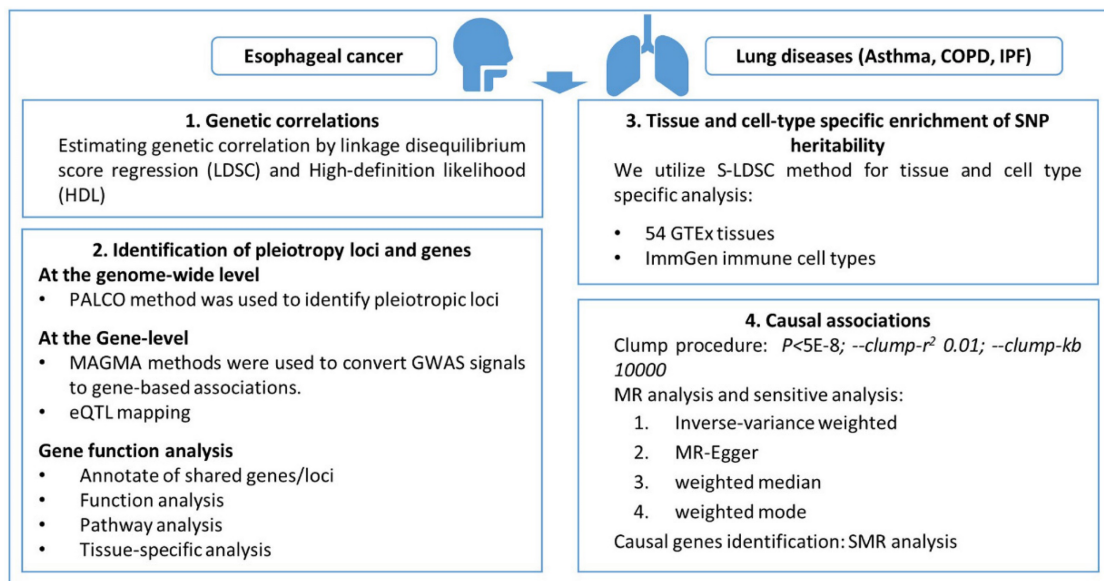 Esophageal cancer
Lung diseases (Asthma, COPD, IPF)
1. Genetic correlations
Estimating genetic correlation by linkage disequilibrium
score regression (LDSC) and High-definition likelihood
(HDL)
2. Identification of pleiotropy loci and genes
At the genome-wide level
• PALCO method was used to identify pleiotropic loci
At the Gene-level
• MAGMA methods were used to convert GWAS signals
to gene-based associations.
• eQTL mapping
Gene function analysis
• Annotate of shared genes/loci
• Function analysis
• Pathway analysis
• Tissue-specific analysis
3. Tissue and cell-type specific enrichment of SNP
heritability
We utilize S-LDSC method for tissue and cell type
specific analysis:
• 54 GTEx tissues
• ImmGen immune cell types
4. Causal associations
Clump procedure: P<5E-8; --clump-r² 0.01; --clump-kb
10000
MR analysis and sensitive analysis:
1. Inverse-variance weighted
2. MR-Egger
3. weighted median
4. weighted mode
Causal genes identification: SMR analysis